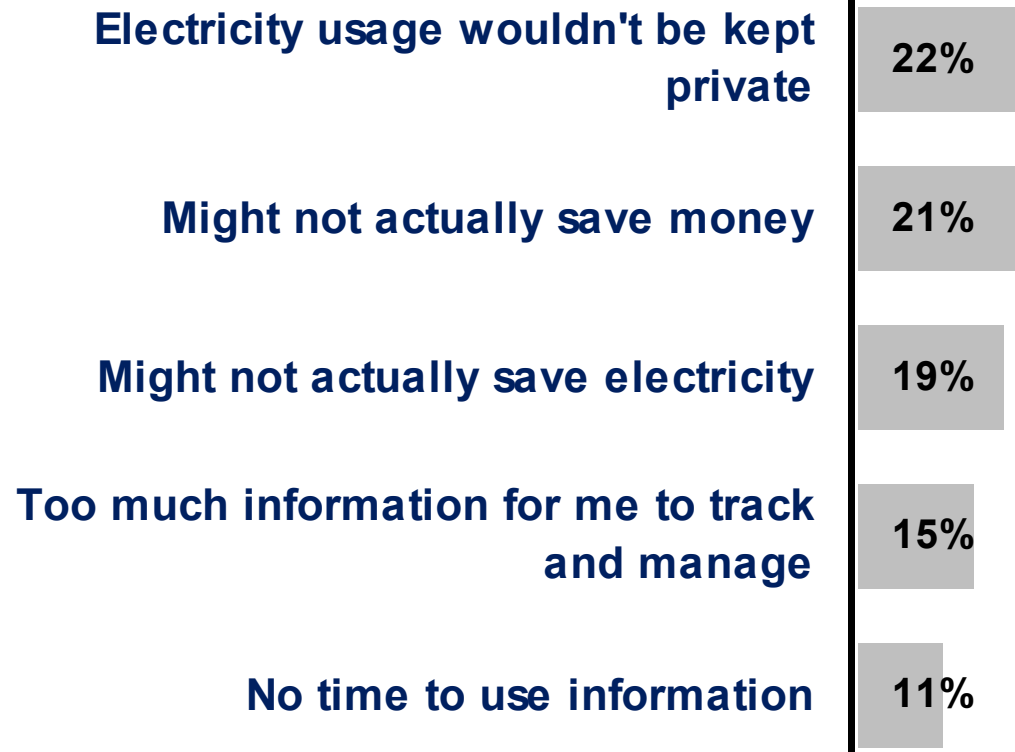 Electricity usage wouldn't be kept
private
22%
Might not actually save money
21%
Might not actually save electricity
19%
Too much information for me to track
and manage
15%
No time to use information
11%